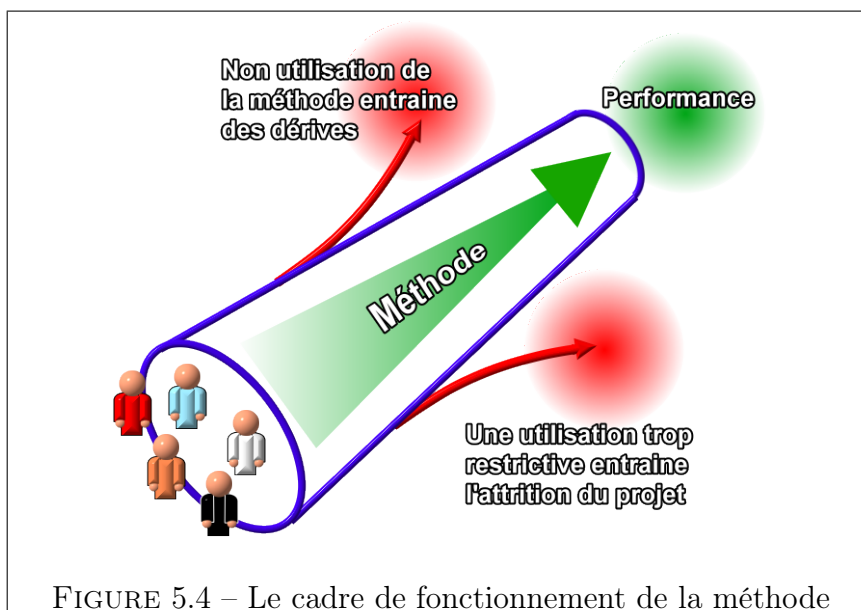 Non utilisation de
la méthode entraine
des dérives
Performance
Méthode
Une utilisation trop
restrictive entraine
l'attrition du projet
FIGURE 5.4 – Le cadre de fonctionnement de la méthode